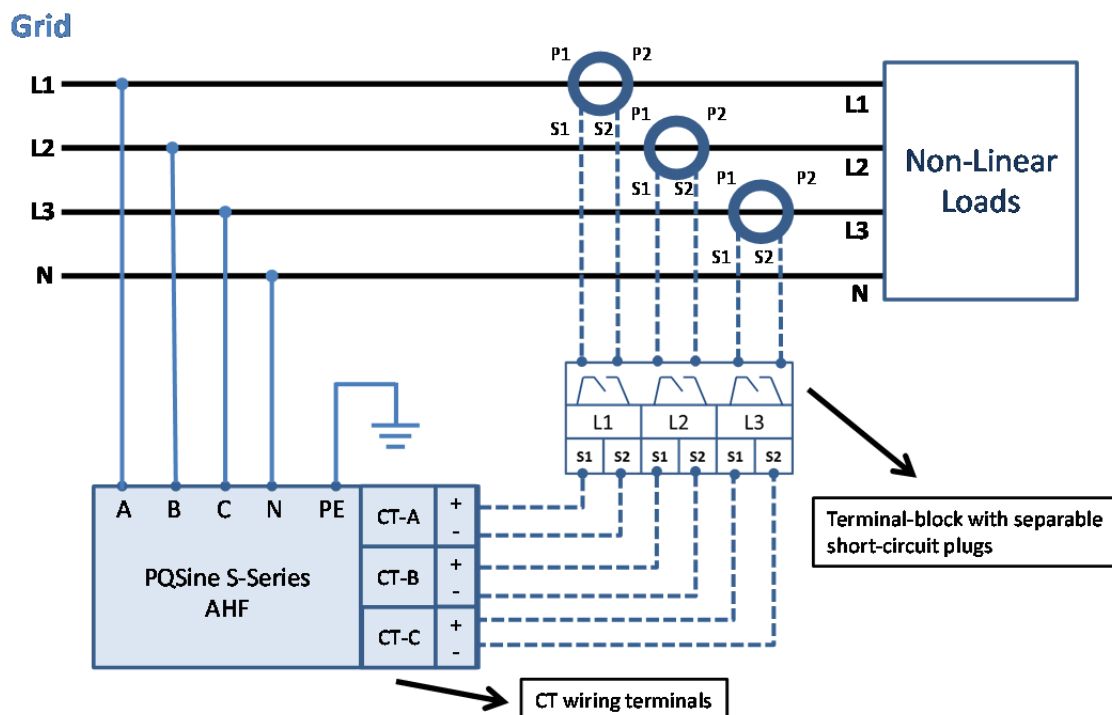 Grid
P1 P2
L1 L1
P1 P2
S1 S2
L2 L2
P1 P2
S1 S2
L3 L3
S1 S2
N N
Non-Linear
Loads
L1 L2 L3
S1 S2 S1 S2 S1 S2
A B C N PE
CT-A + -
CT-B + -
CT-C + -
PQSine S-Series
AHF
Terminal-block with separable
short-circuit plugs
CT wiring terminals